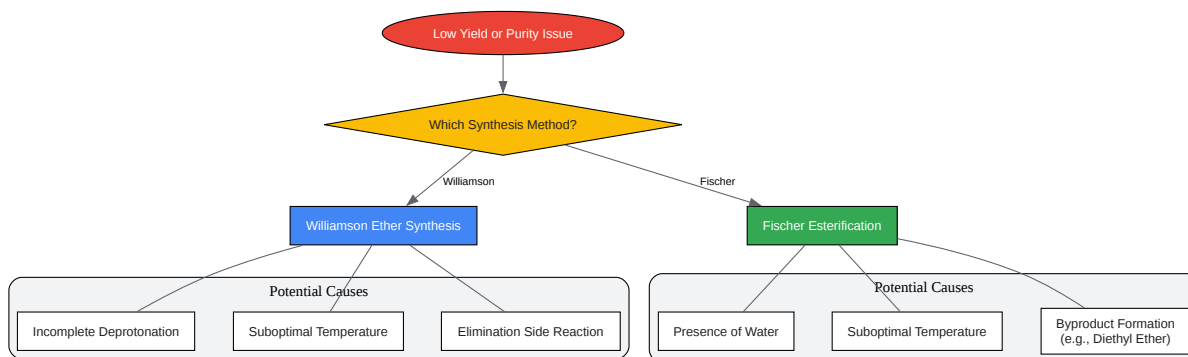 Low Yield or Purity Issue
Which Synthesis Method?
Williamson
Fischer
Williamson Ether Synthesis
Fischer Esterification
Potential Causes
Potential Causes
Incomplete Deprotonation
Suboptimal Temperature
Elimination Side Reaction
Presence of Water
Suboptimal Temperature
Byproduct Formation
(e.g., Diethyl Ether)